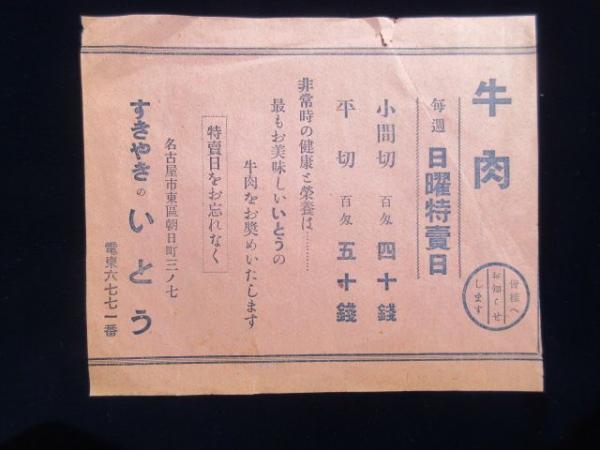 牛肉
皆様へ
お知らせ
します
毎週 日曜特賣日
小間切 百匁 四十錢
平切 百匁 五十錢
非常時の健康と榮養は…………
最もお美味しいいとうの
牛肉をお奬めいたします
特賣日をお忘れなく
名古屋市東區朝日町三ノ七
すきやきの いとう
電東六七七一番